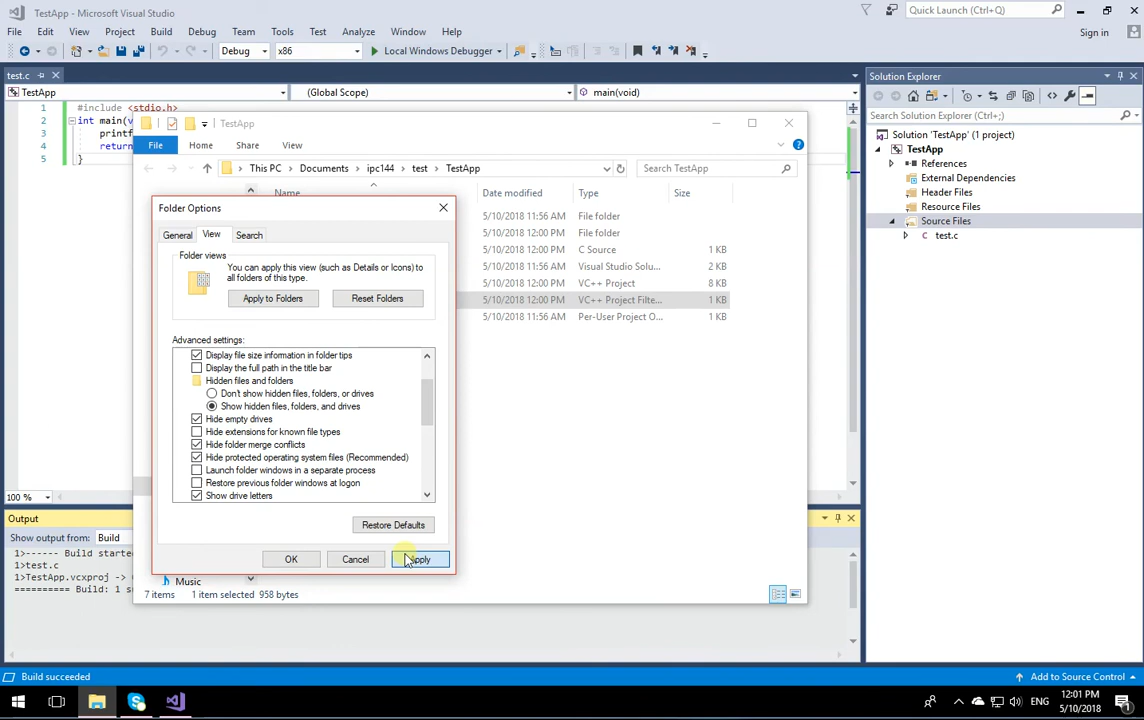 TestApp - Microsoft Visual Studio
Quick Launch (Ctrl+Q)
File Edit View Project Build Debug Team Tools Test Analyze Window Help
Sign in
Debug x86 Local Windows Debugger
test.c
TestApp (Global Scope) main(void)
1 #include <stdio.h>
2 int main(v
3 printf
4 return
5 }
100 %
TestApp
File Home Share View
This PC Documents ipc144 test TestApp
Search TestApp
Name Date modified Type Size
5/10/2018 11:56 AM File folder
5/10/2018 12:00 PM File folder
5/10/2018 12:00 PM C Source 1 KB
5/10/2018 11:56 AM Visual Studio Solu... 2 KB
5/10/2018 12:00 PM VC++ Project 8 KB
5/10/2018 12:00 PM VC++ Project Filte... 1 KB
5/10/2018 11:56 AM Per-User Project O... 1 KB
Music
7 items 1 item selected 958 bytes
Folder Options
General View Search
Folder views
You can apply this view (such as Details or Icons) to
all folders of this type.
Apply to Folders Reset Folders
Advanced settings:
Display file size information in folder tips
Display the full path in the title bar
Hidden files and folders
Don't show hidden files, folders, or drives
Show hidden files, folders, and drives
Hide empty drives
Hide extensions for known file types
Hide folder merge conflicts
Hide protected operating system files (Recommended)
Launch folder windows in a separate process
Restore previous folder windows at logon
Show drive letters
Restore Defaults
OK Cancel Apply
Solution Explorer
Search Solution Explorer (Ctrl+;)
Solution 'TestApp' (1 project)
TestApp
References
External Dependencies
Header Files
Resource Files
Source Files
test.c
Output
Show output from: Build
1>------ Build starte
1>test.c
1>TestApp.vcxproj -> 
========== Build: 1 s
Build succeeded
Add to Source Control
ENG
12:01 PM
5/10/2018
1